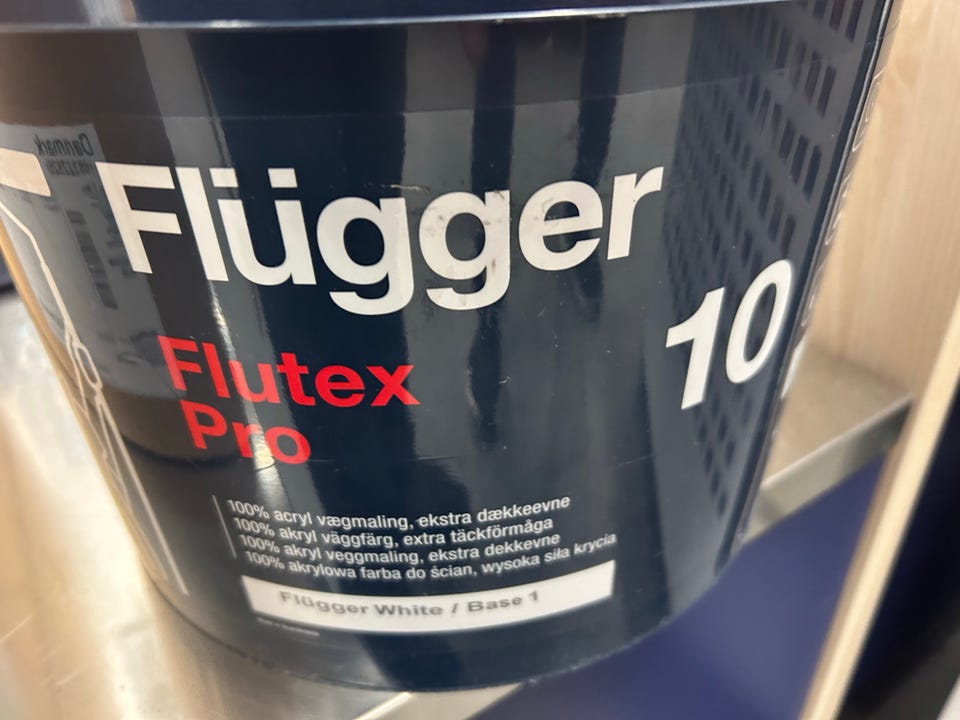 Danmark
Flügger
10
Flutex
Pro
100% acryl vægmaling, ekstra dækkeevne
100% akryl väggfärg, extra täckförmåga
100% akryl veggmaling, ekstra dekkevne
100% akrylowa farba do ścian, wysoka siła krycia
Flügger White / Base 1